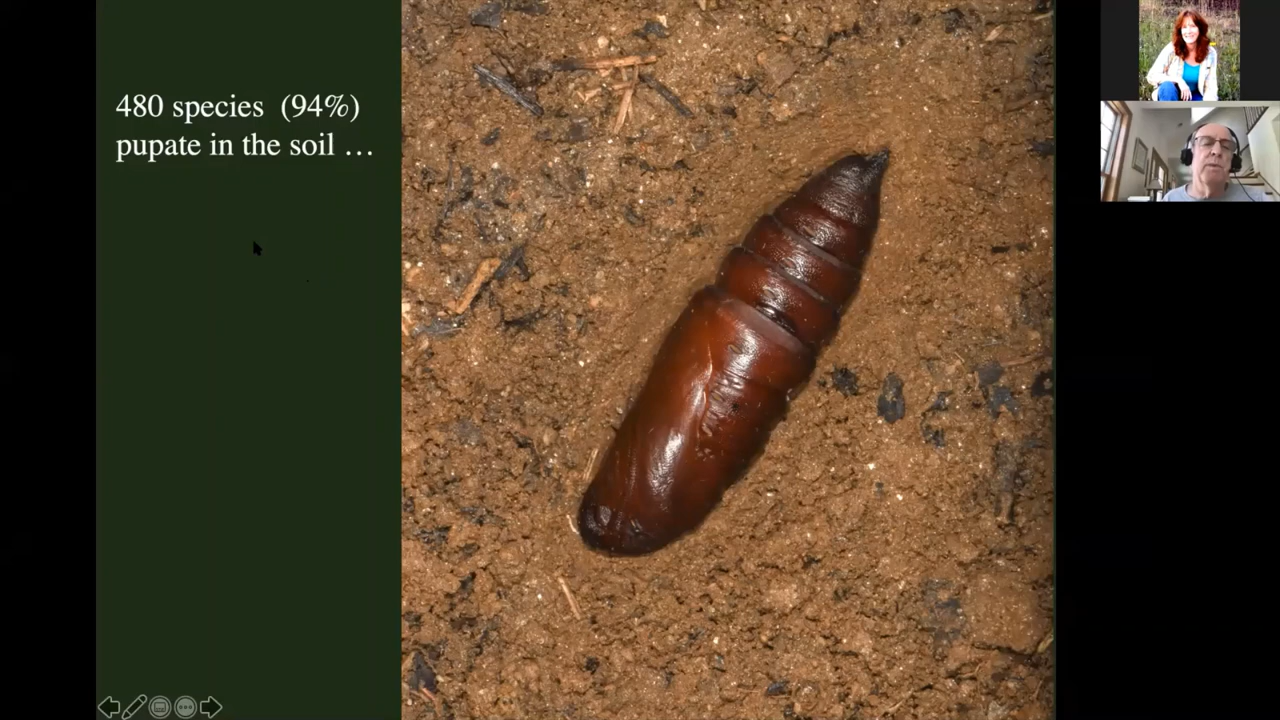 480 species (94%)
pupate in the soil …